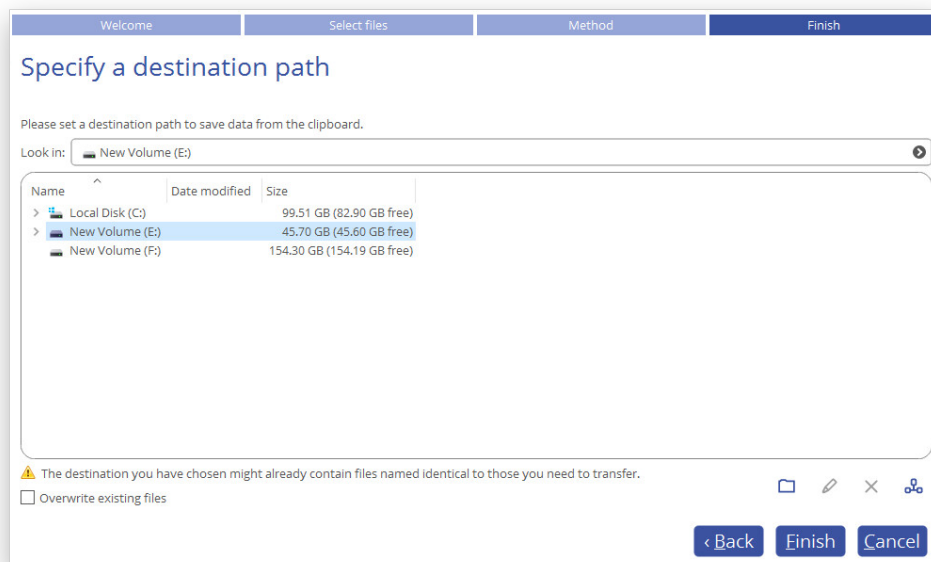 Welcome Select files Method Finish
Specify a destination path
Please set a destination path to save data from the clipboard.
Look in: New Volume (E:)
Name Date modified Size
Local Disk (C:) 99.51 GB (82.90 GB free)
New Volume (E:) 45.70 GB (45.60 GB free)
New Volume (F:) 154.30 GB (154.19 GB free)
The destination you have chosen might already contain files named identical to those you need to transfer.
Overwrite existing files
‹ Back Finish Cancel